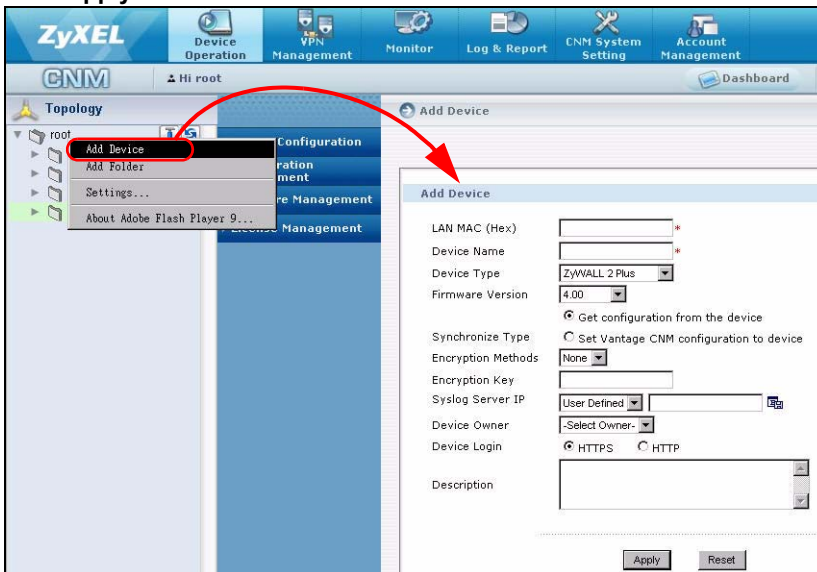 ZyXEL
Device Operation
VPN Management
Monitor
Log & Report
CNM System Setting
Account Management
CNM
Hi root
Dashboard
Topology
root
Add Device
Add Folder
Settings...
About Adobe Flash Player 9...
Configuration
Management
License Management
Add Device
Add Device
LAN MAC (Hex) *
Device Name *
Device Type ZyWALL 2 Plus
Firmware Version 4.00
Get configuration from the device
Synchronize Type Set Vantage CNM configuration to device
Encryption Methods None
Encryption Key
Syslog Server IP User Defined
Device Owner -Select Owner-
Device Login HTTPS HTTP
Description
Apply Reset